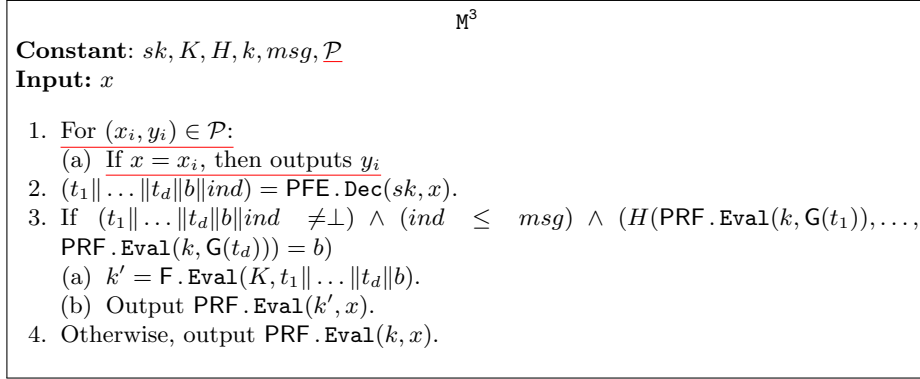 M³
Constant: sk, K, H, k, msg, P
Input: x
1. For (xᵢ, yᵢ) ∈ P:
(a) If x = xᵢ, then outputs yᵢ
2. (t₁‖ . . . ‖t_d‖b‖ind) = PFE.Dec(sk, x).
3. If (t₁‖ . . . ‖t_d‖b‖ind ≠⊥) ∧ (ind ≤ msg) ∧ (H(PRF.Eval(k, G(t₁)), . . . ,
PRF.Eval(k, G(t_d))) = b)
(a) k′ = F.Eval(K, t₁‖ . . . ‖t_d‖b).
(b) Output PRF.Eval(k′, x).
4. Otherwise, output PRF.Eval(k, x).